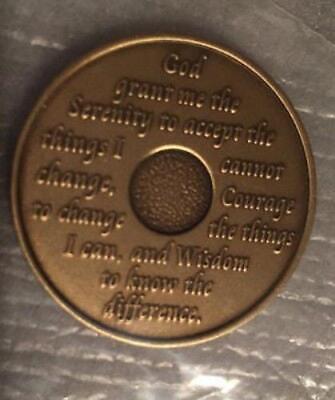 God
grant me the
Serenity to accept the
things I cannot
change, Courage
to change the things
I can, and Wisdom
to know the
difference.